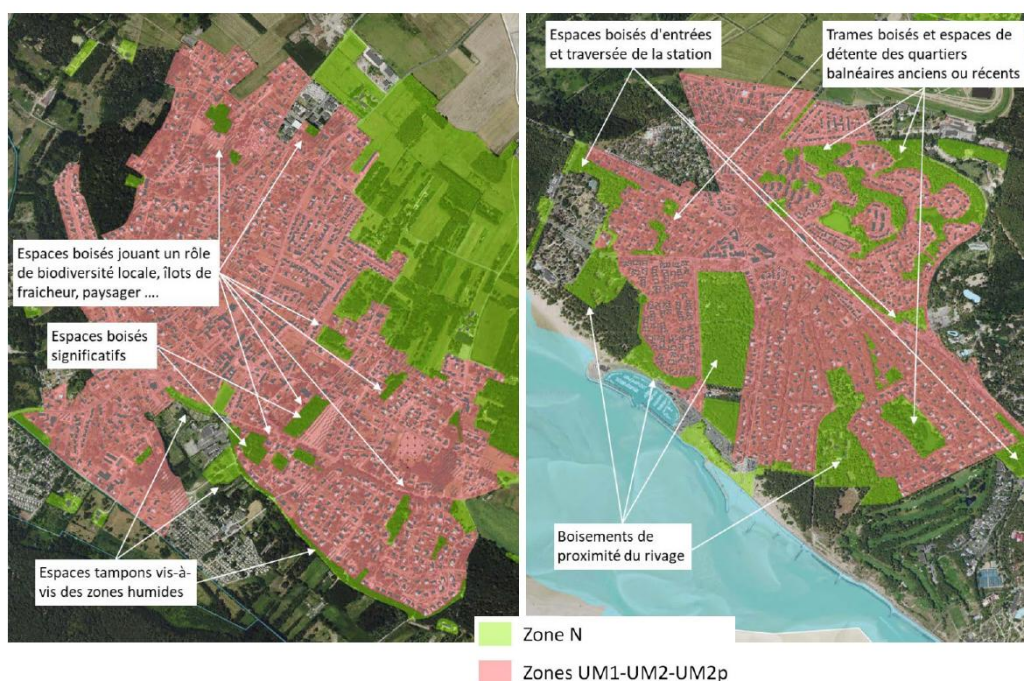 Espaces boisés d'entrées
et traversée de la station
Trames boisés et espaces de
détente des quartiers
balnéaires anciens ou récents
Espaces boisés jouant un rôle
de biodiversité locale, îlots de
fraicheur, paysager ....
Espaces boisés
significatifs
Espaces tampons vis-à-
vis des zones humides
Boisements de
proximité du rivage
Zone N
Zones UM1-UM2-UM2p